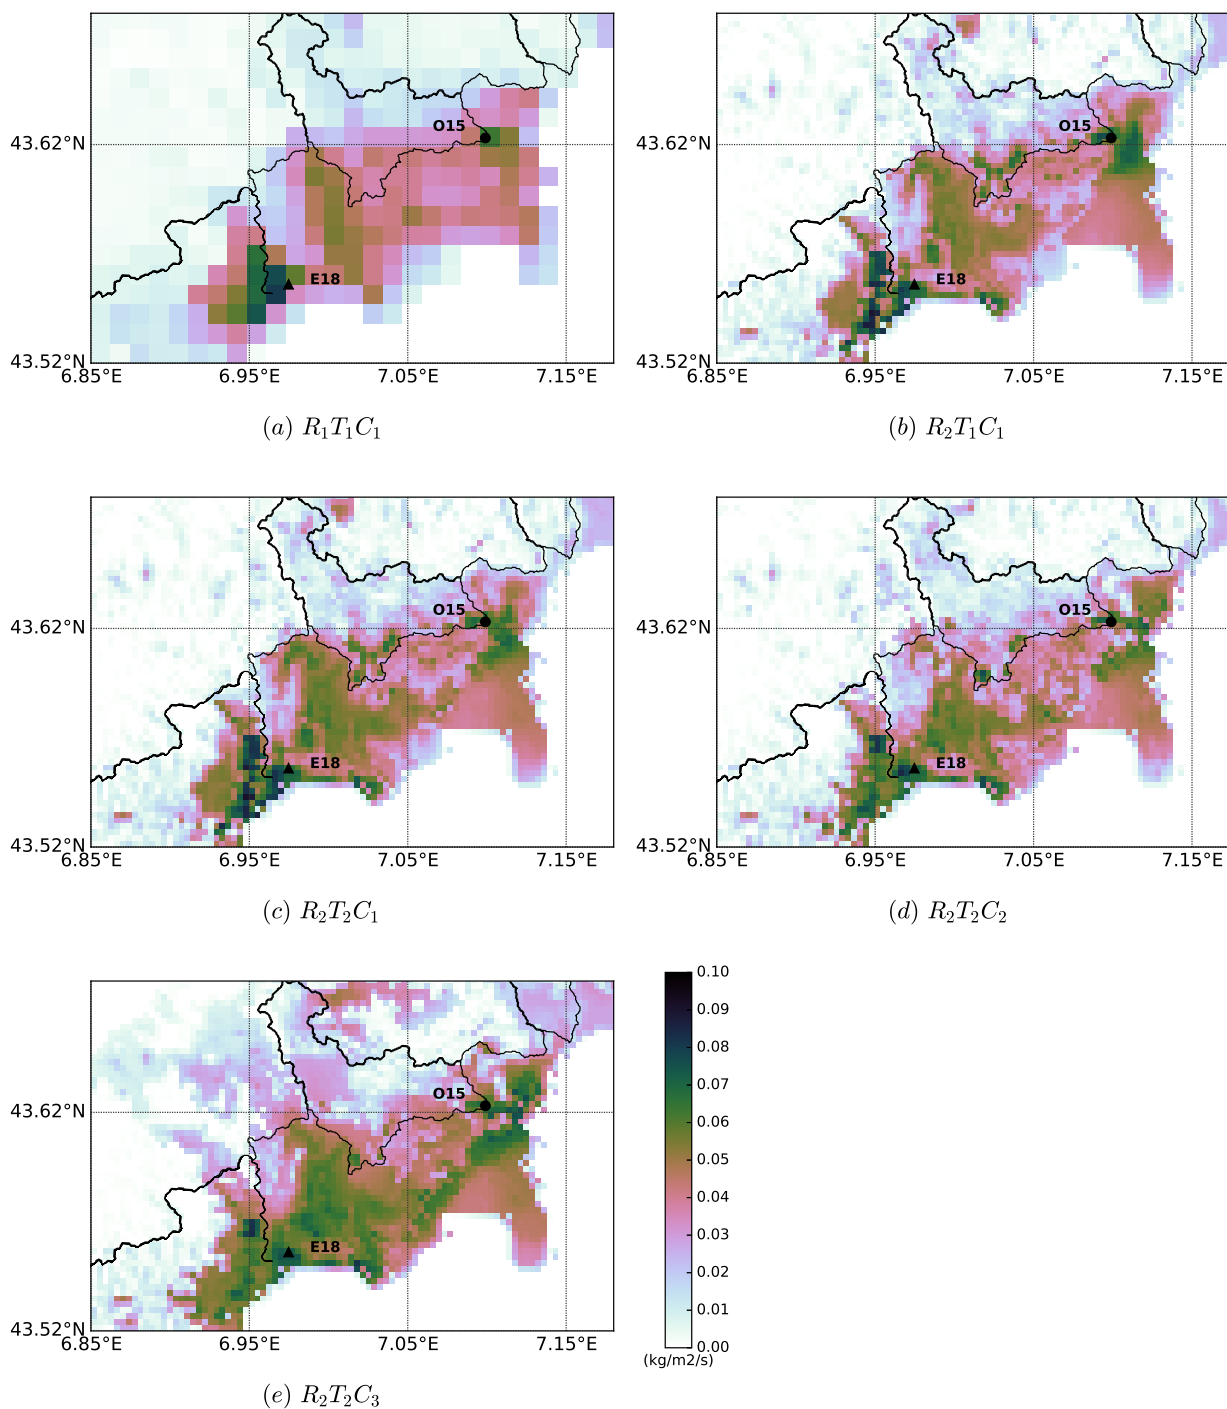 43.62°N
O15
E18
43.52°N
6.85°E 6.95°E 7.05°E 7.15°E
(a) R₁T₁C₁
43.62°N
O15
E18
43.52°N
6.85°E 6.95°E 7.05°E 7.15°E
(b) R₂T₁C₁
43.62°N
O15
E18
43.52°N
6.85°E 6.95°E 7.05°E 7.15°E
(c) R₂T₂C₁
43.62°N
O15
E18
43.52°N
6.85°E 6.95°E 7.05°E 7.15°E
(d) R₂T₂C₂
43.62°N
O15
E18
43.52°N
6.85°E 6.95°E 7.05°E 7.15°E
(e) R₂T₂C₃
0.10
0.09
0.08
0.07
0.06
0.05
0.04
0.03
0.02
0.01
0.00
(kg/m2/s)